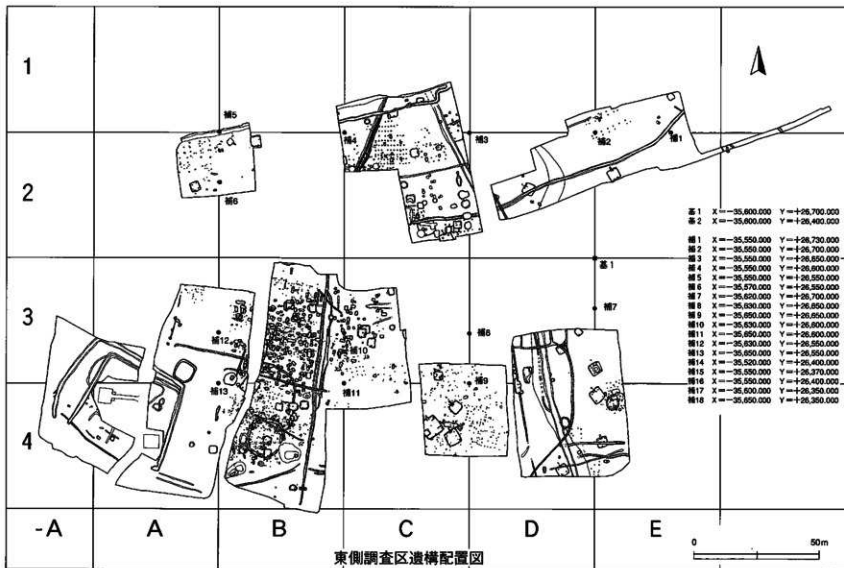 1
2
3
4
-A
A
B
C
D
E
補5
補6
補4
補3
補2
補1
基1
補7
補12
補13
補10
補11
補9
基1 X=-35,600.000 Y=+26,700.000
基2 X=-35,600.000 Y=+26,400.000
補1 X=-35,550.000 Y=+26,730.000
補2 X=-35,550.000 Y=+26,700.000
補3 X=-35,550.000 Y=+26,650.000
補4 X=-35,550.000 Y=+26,600.000
補5 X=-35,550.000 Y=+26,550.000
補6 X=-35,570.000 Y=+26,550.000
補7 X=-35,620.000 Y=+26,700.000
補8 X=-35,630.000 Y=+26,650.000
補9 X=-35,650.000 Y=+26,650.000
補10 X=-35,630.000 Y=+26,600.000
補11 X=-35,650.000 Y=+26,600.000
補12 X=-35,630.000 Y=+26,550.000
補13 X=-35,650.000 Y=+26,550.000
補14 X=-35,520.000 Y=+26,400.000
補15 X=-35,550.000 Y=+26,370.000
補16 X=-35,550.000 Y=+26,400.000
補17 X=-35,600.000 Y=+26,350.000
補18 X=-35,650.000 Y=+26,350.000
東側調査区遺構配置図
0 50m